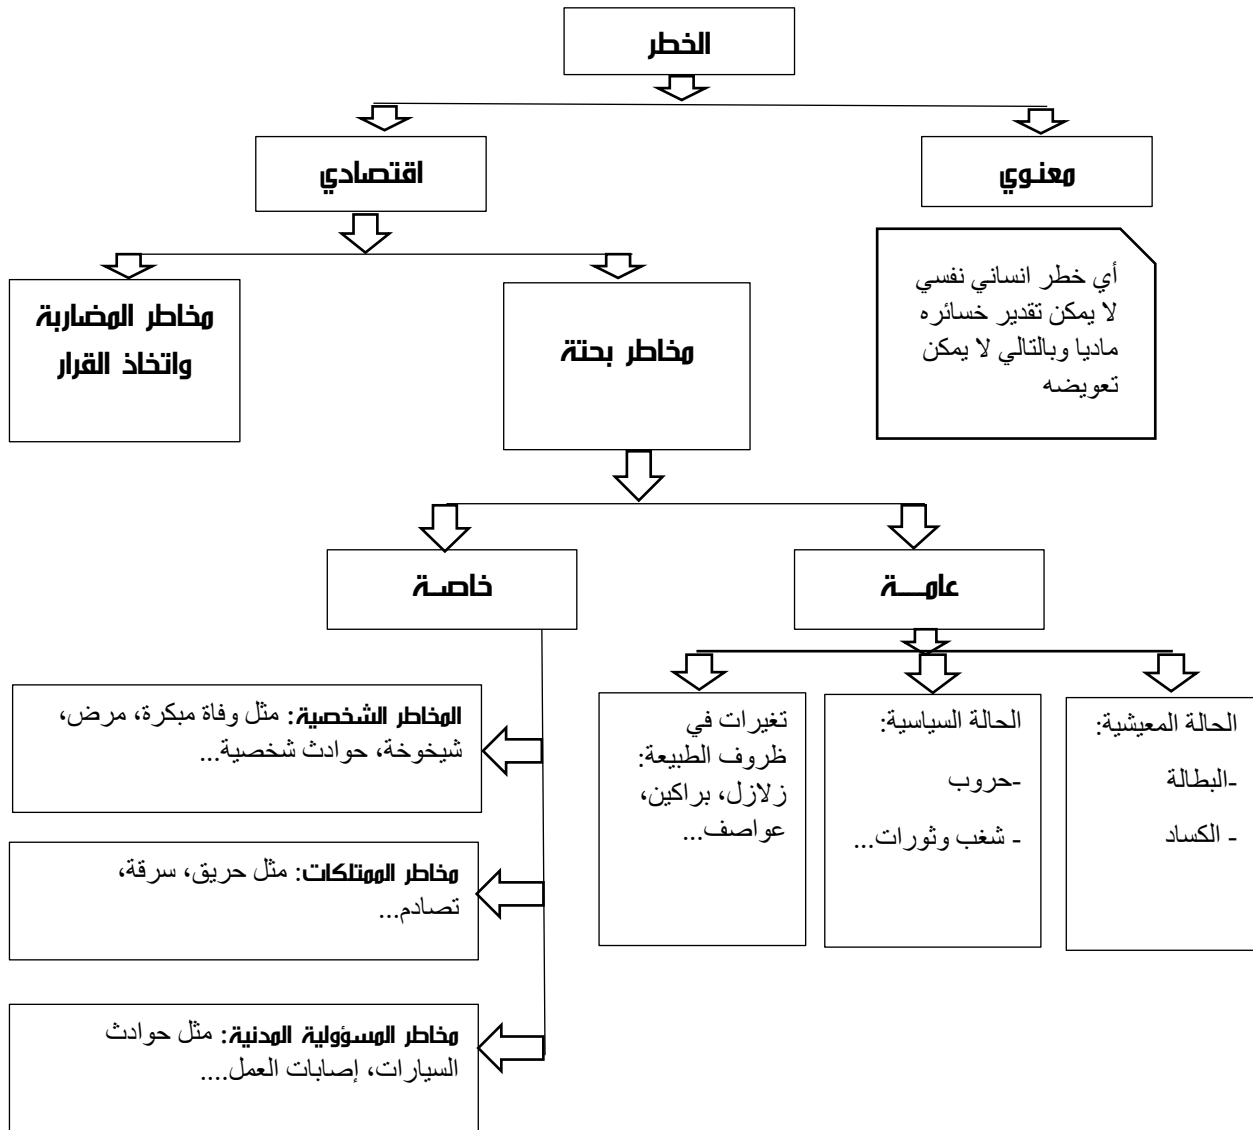 الخطر
معنوي
اقتصادي
أي خطر انساني نفسي
لا يمكن تقدير خسائره
ماديا وبالتالي لا يمكن
تعويضه
مخاطر بحتة
مخاطر المضاربة
واتخاذ القرار
عامـــة
خاصـة
الحالة المعيشية:
-البطالة
- الكساد
الحالة السياسية:
-حروب
- شغب وثورات...
تغيرات في
ظروف الطبيعة:
زلازل، براكين،
عواصف...
المخاطر الشخصية: مثل وفاة مبكرة، مرض،
شيخوخة، حوادث شخصية...
مخاطر الممتلكات: مثل حريق، سرقة،
تصادم...
مخاطر المسؤولية المدنية: مثل حوادث
السيارات، إصابات العمل....